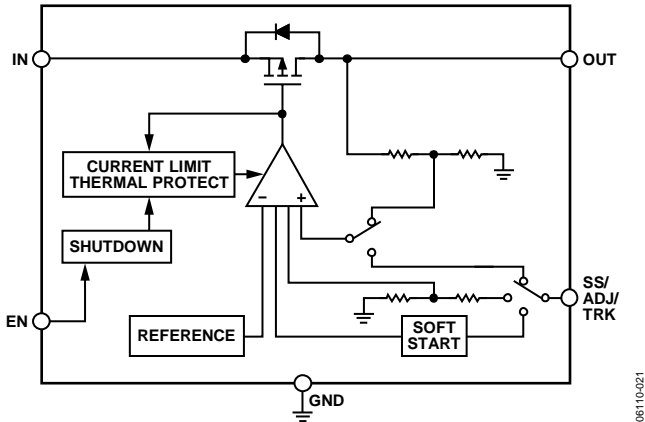 IN
OUT
CURRENT LIMIT
THERMAL PROTECT
– +
SHUTDOWN
EN
REFERENCE
SOFT
START
SS/
ADJ/
TRK
GND
06110-021